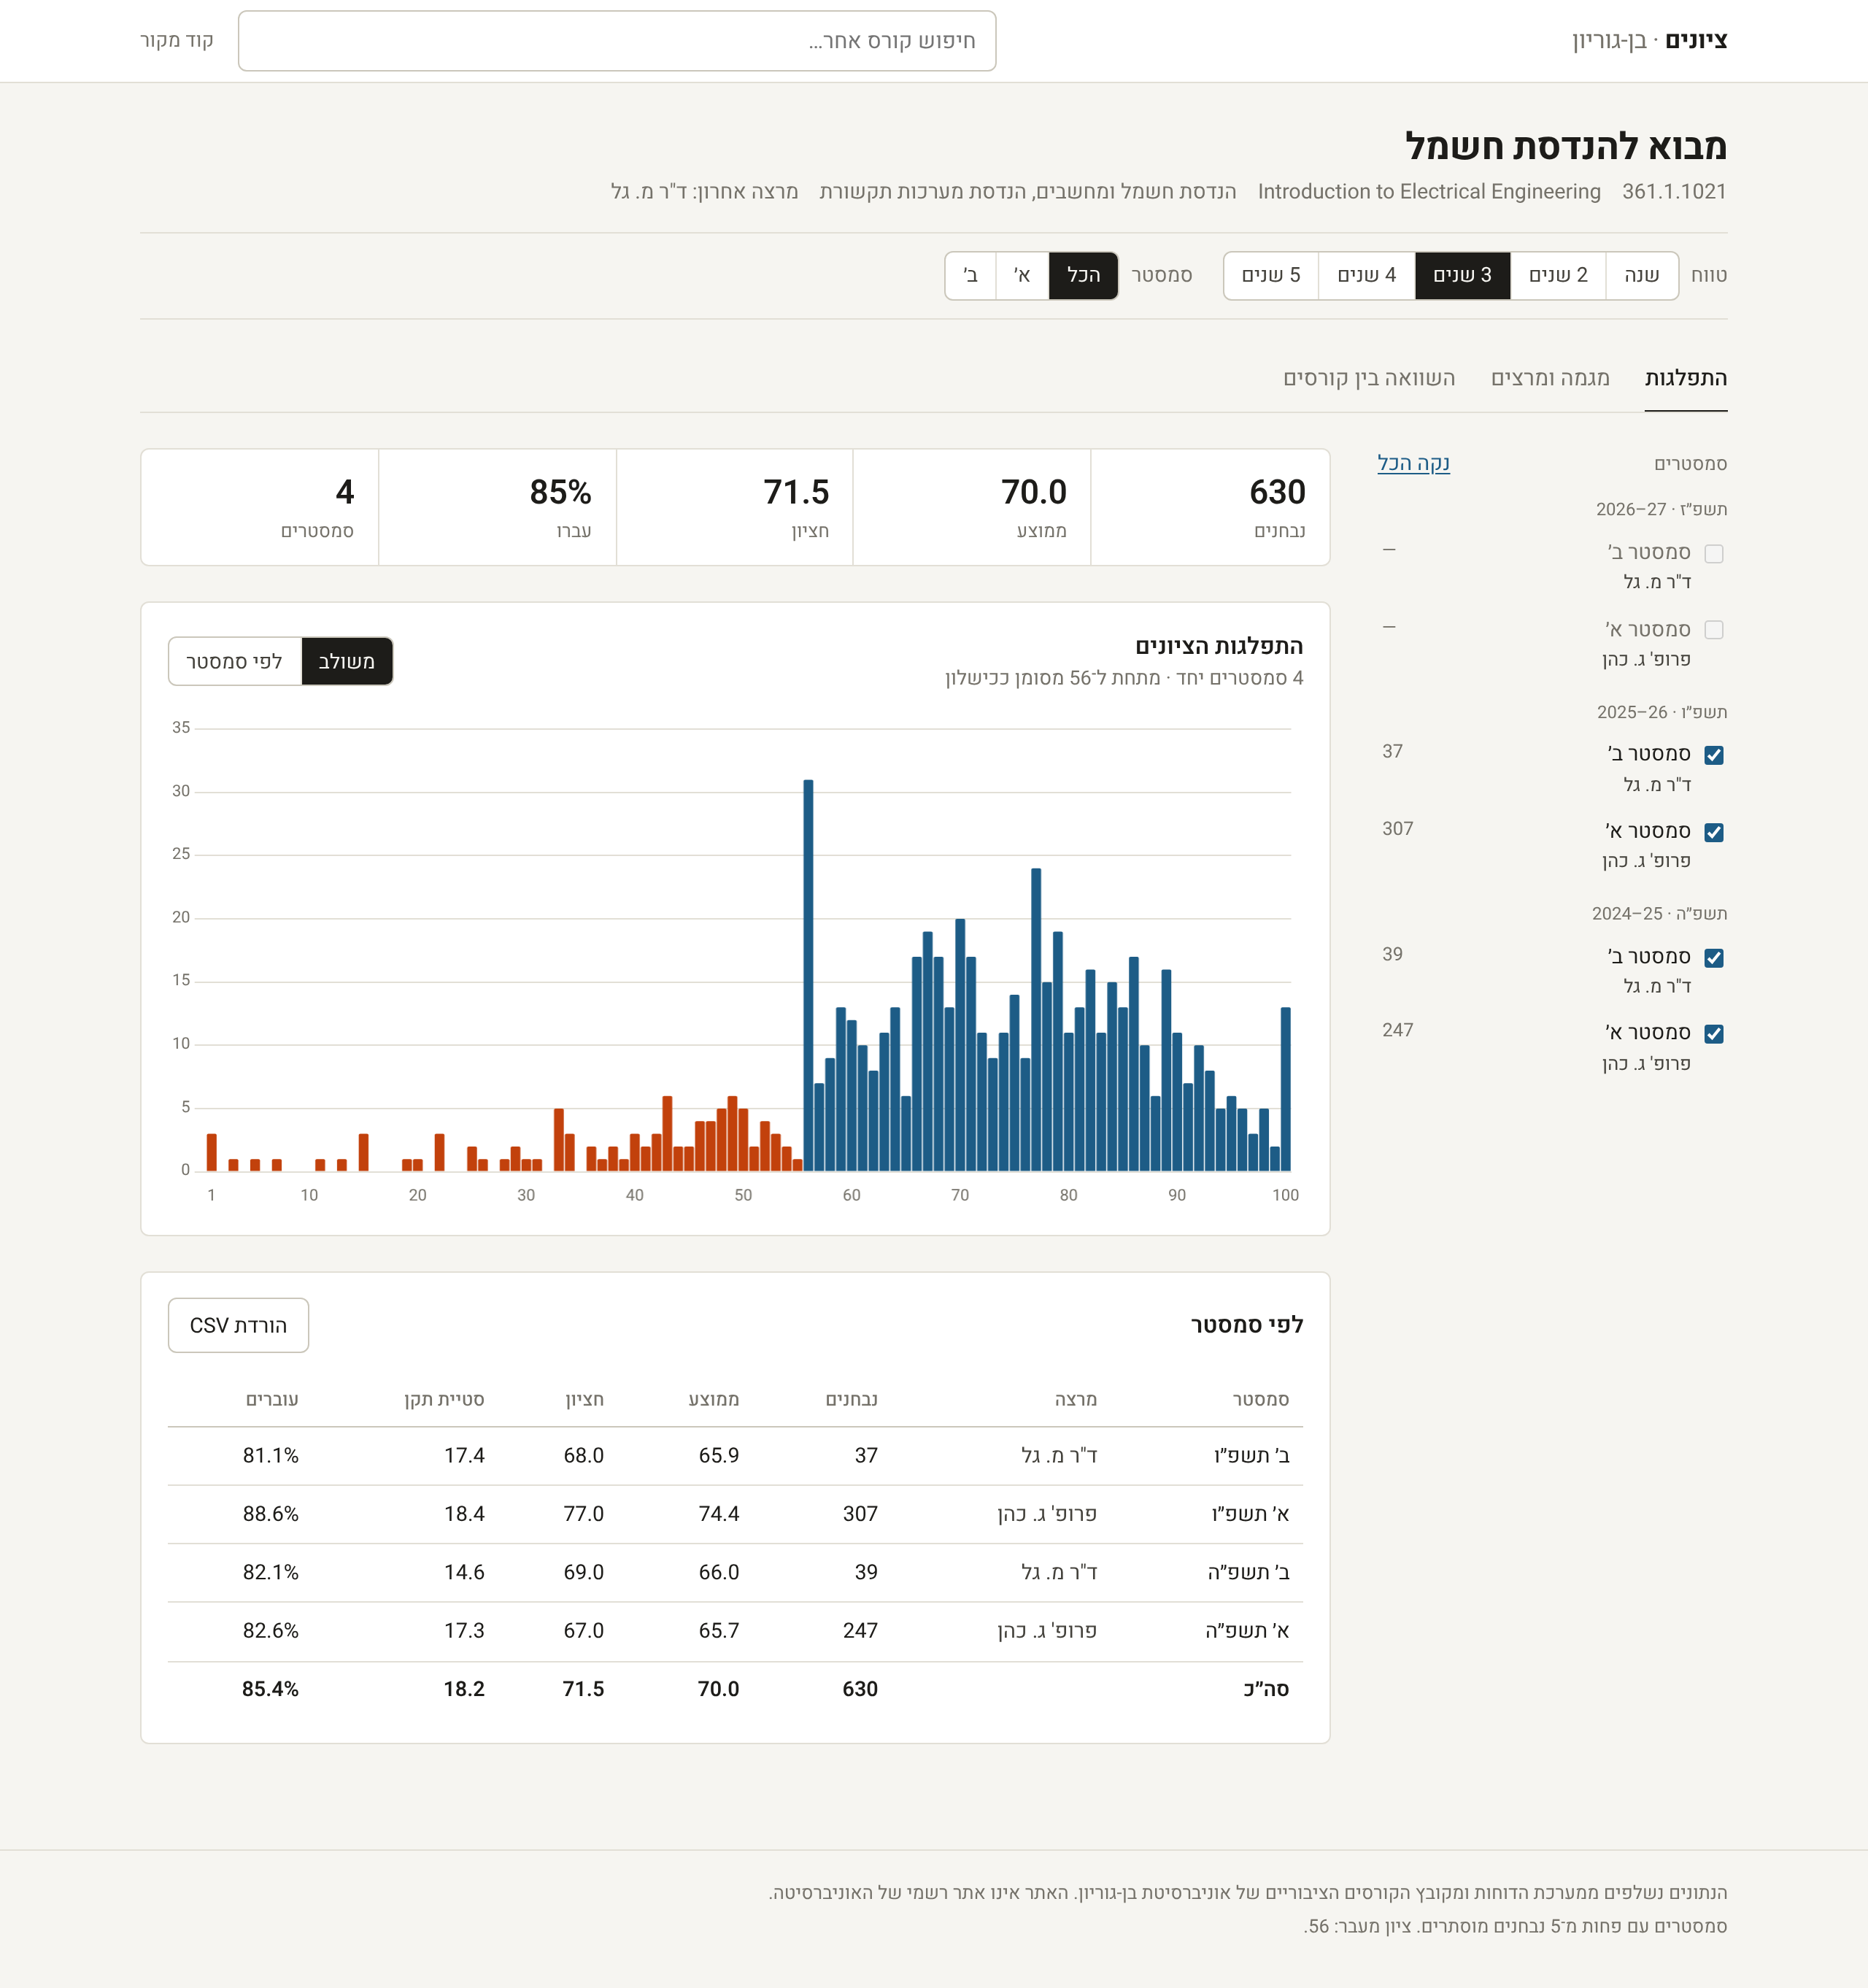 ציונים · בן-גוריון
חיפוש קורס אחר...
קוד מקור
מבוא להנדסת חשמל
361.1.1021 Introduction to Electrical Engineering הנדסת חשמל ומחשבים, הנדסת מערכות תקשורת מרצה אחרון: ד"ר מ. גל
טווח שנה 2 שנים 3 שנים 4 שנים 5 שנים סמסטר הכל א׳ ב׳
התפלגות מגמה ומרצים השוואה בין קורסים
סמסטרים נקה הכל
תשפ״ז · 2026–27
סמסטר ב׳ —
ד"ר מ. גל
סמסטר א׳ —
פרופ' ג. כהן
תשפ״ו · 2025–26
סמסטר ב׳ 37
ד"ר מ. גל
סמסטר א׳ 307
פרופ' ג. כהן
תשפ״ה · 2024–25
סמסטר ב׳ 39
ד"ר מ. גל
סמסטר א׳ 247
פרופ' ג. כהן
630 70.0 71.5 85% 4
נבחנים ממוצע חציון עברו סמסטרים
התפלגות הציונים
4 סמסטרים יחד · מתחת ל־56 מסומן ככישלון
משולב לפי סמסטר
35
30
25
20
15
10
5
0
1 10 20 30 40 50 60 70 80 90 100
לפי סמסטר
הורדת CSV
סמסטר מרצה נבחנים ממוצע חציון סטיית תקן עוברים
ב׳ תשפ״ו ד"ר מ. גל 37 65.9 68.0 17.4 81.1%
א׳ תשפ״ו פרופ' ג. כהן 307 74.4 77.0 18.4 88.6%
ב׳ תשפ״ה ד"ר מ. גל 39 66.0 69.0 14.6 82.1%
א׳ תשפ״ה פרופ' ג. כהן 247 65.7 67.0 17.3 82.6%
סה״כ 630 70.0 71.5 18.2 85.4%
הנתונים נשלפים ממערכת הדוחות ומקובץ הקורסים הציבוריים של אוניברסיטת בן-גוריון. האתר אינו אתר רשמי של האוניברסיטה.
סמסטרים עם פחות מ־5 נבחנים מוסתרים. ציון מעבר: 56.